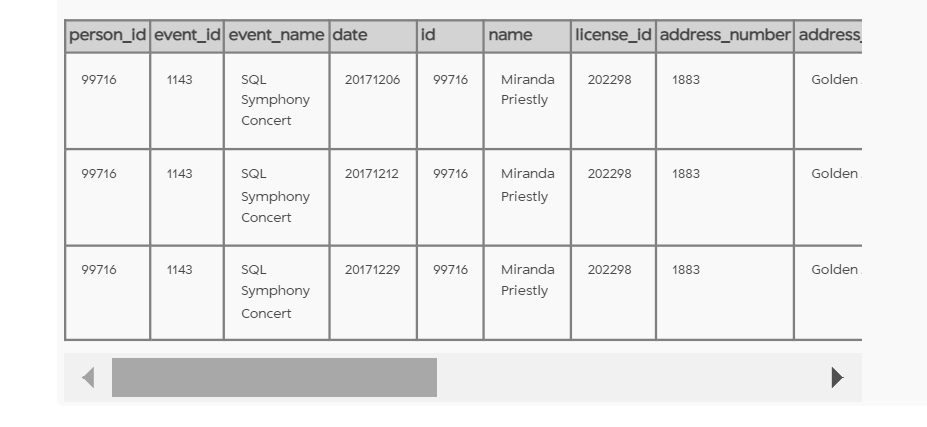 person_id event_id event_name date id name license_id address_number address_
99716 1143 SQL 20171206 99716 Miranda 202298 1883 Golden
Symphony Priestly
Concert
99716 1143 SQL 20171212 99716 Miranda 202298 1883 Golden
Symphony Priestly
Concert
99716 1143 SQL 20171229 99716 Miranda 202298 1883 Golden
Symphony Priestly
Concert